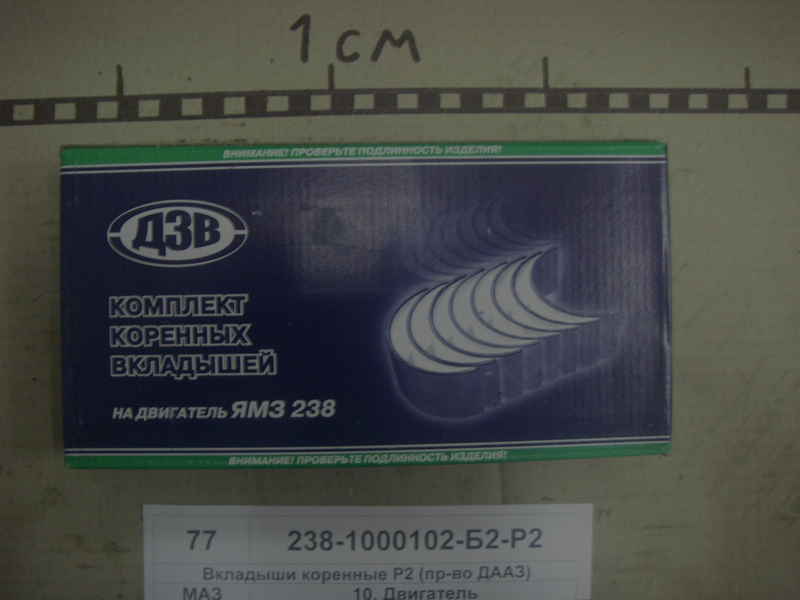 1 см
ВНИМАНИЕ! ПРОВЕРЬТЕ ПОДЛИННОСТЬ ИЗДЕЛИЯ!
ДЗВ
КОМПЛЕКТ
КОРЕННЫХ
ВКЛАДЫШЕЙ
НА ДВИГАТЕЛЬ ЯМЗ 238
ВНИМАНИЕ! ПРОВЕРЬТЕ ПОДЛИННОСТЬ ИЗДЕЛИЯ!
77 238-1000102-Б2-Р2
Вкладыши коренные Р2 (пр-во ДААЗ)
МАЗ 10. Двигатель